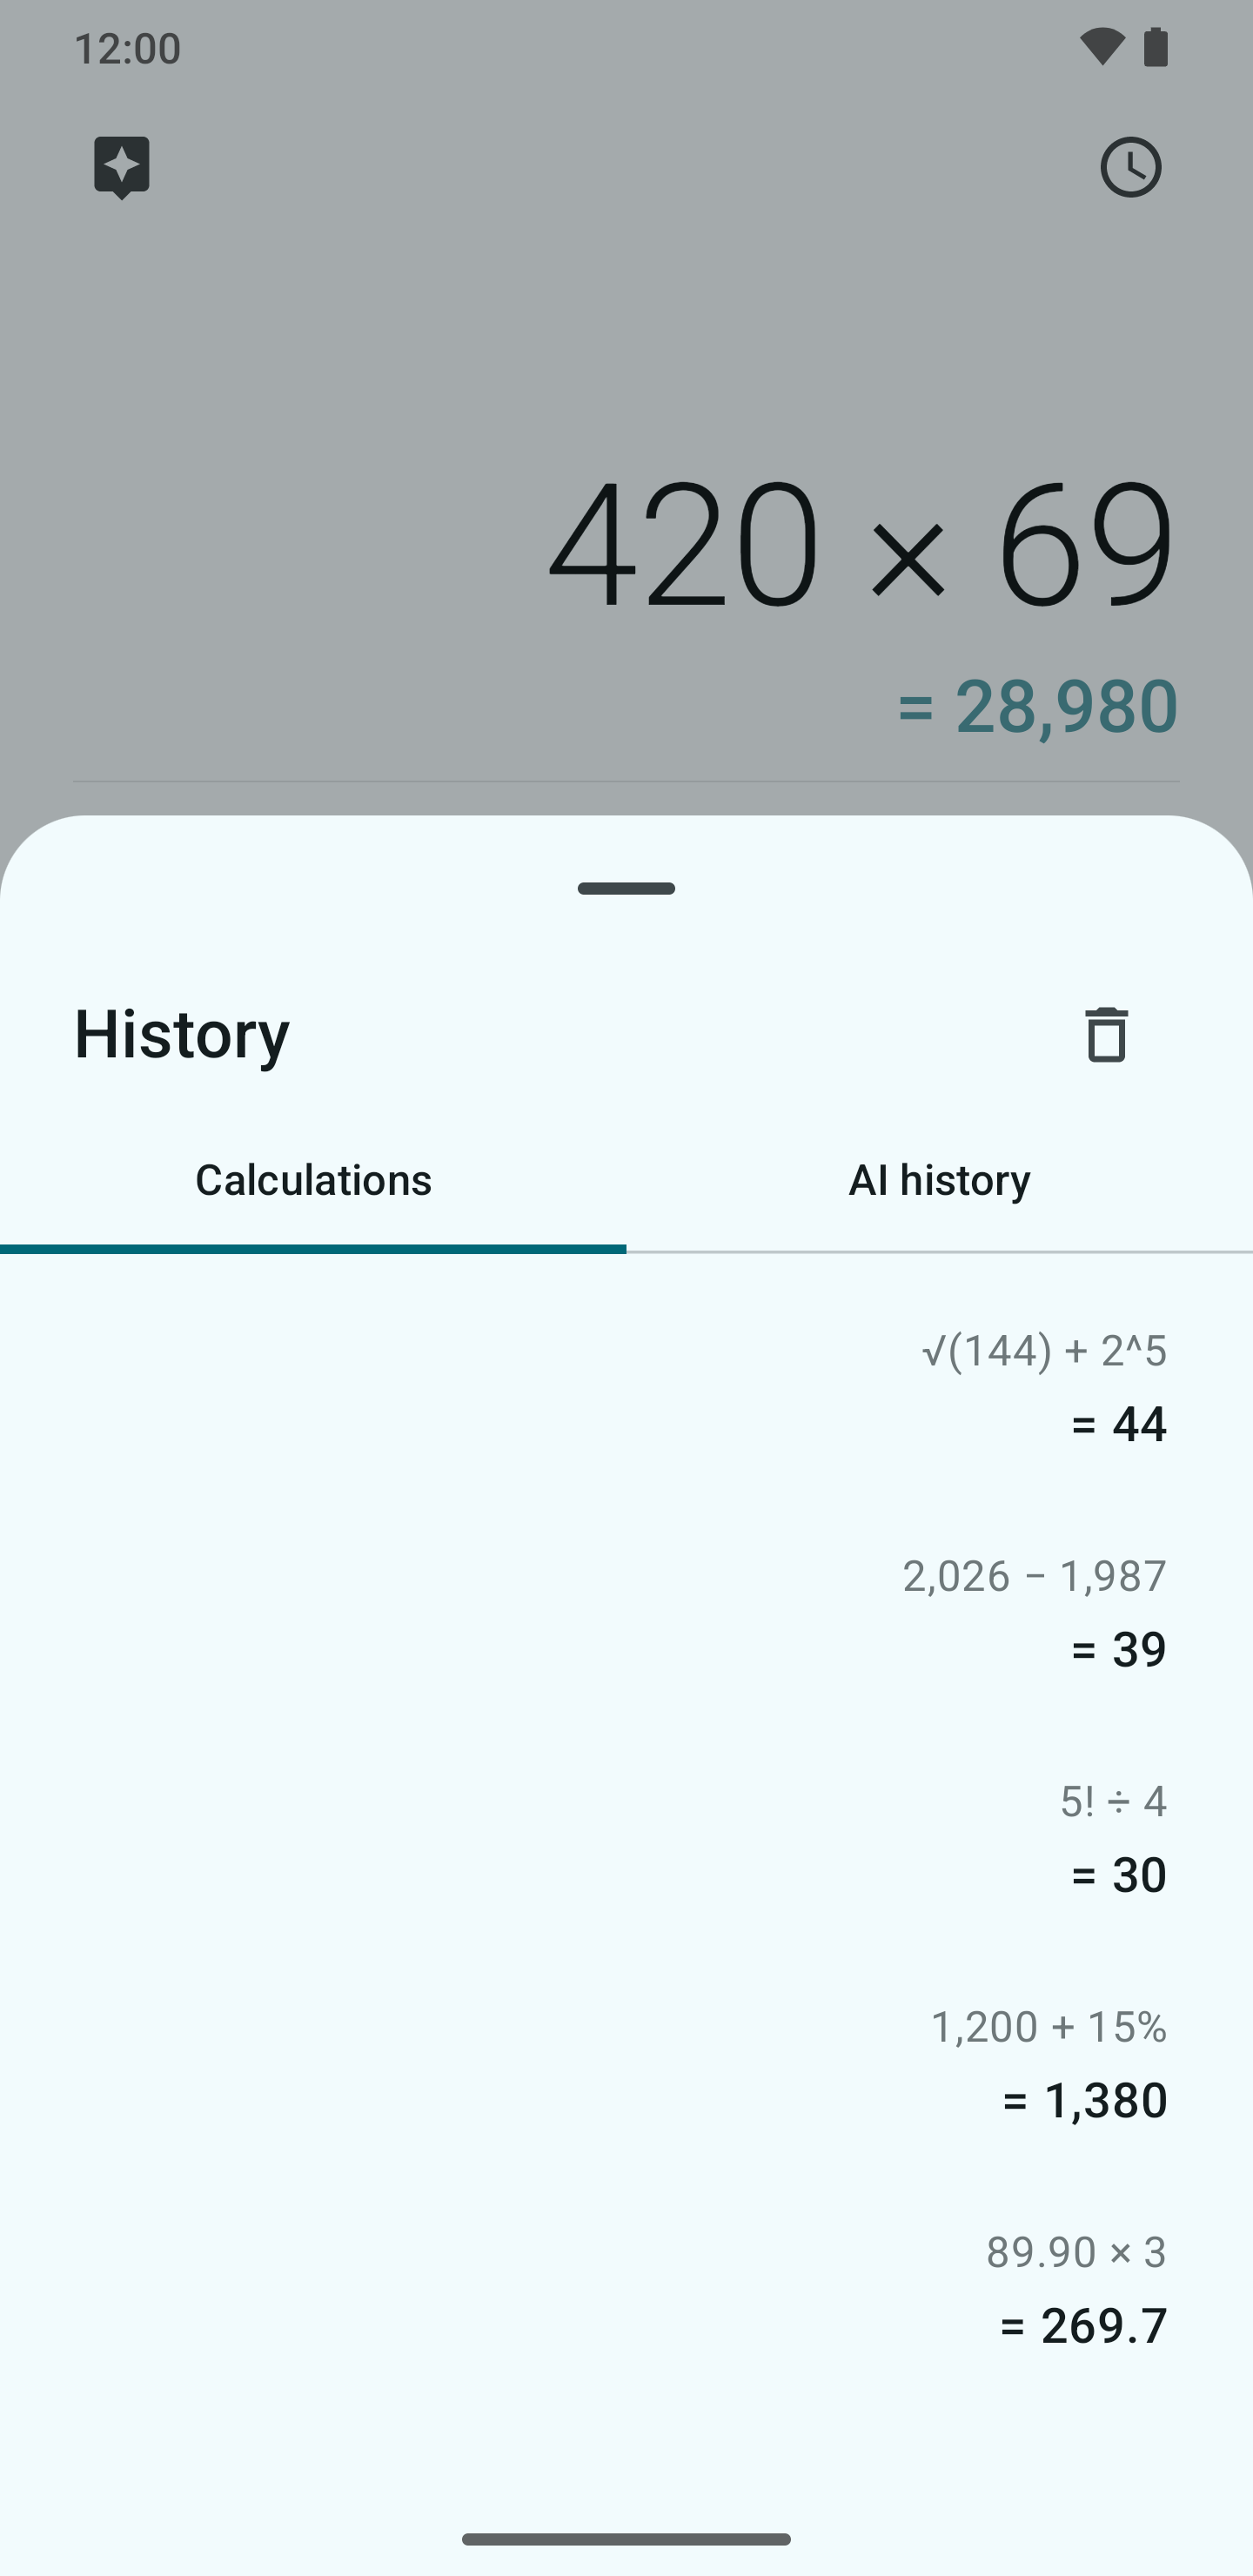 12:00
420 × 69
= 28,980
History
Calculations
AI history
√(144) + 2^5
= 44
2,026 − 1,987
= 39
5! ÷ 4
= 30
1,200 + 15%
= 1,380
89.90 × 3
= 269.7